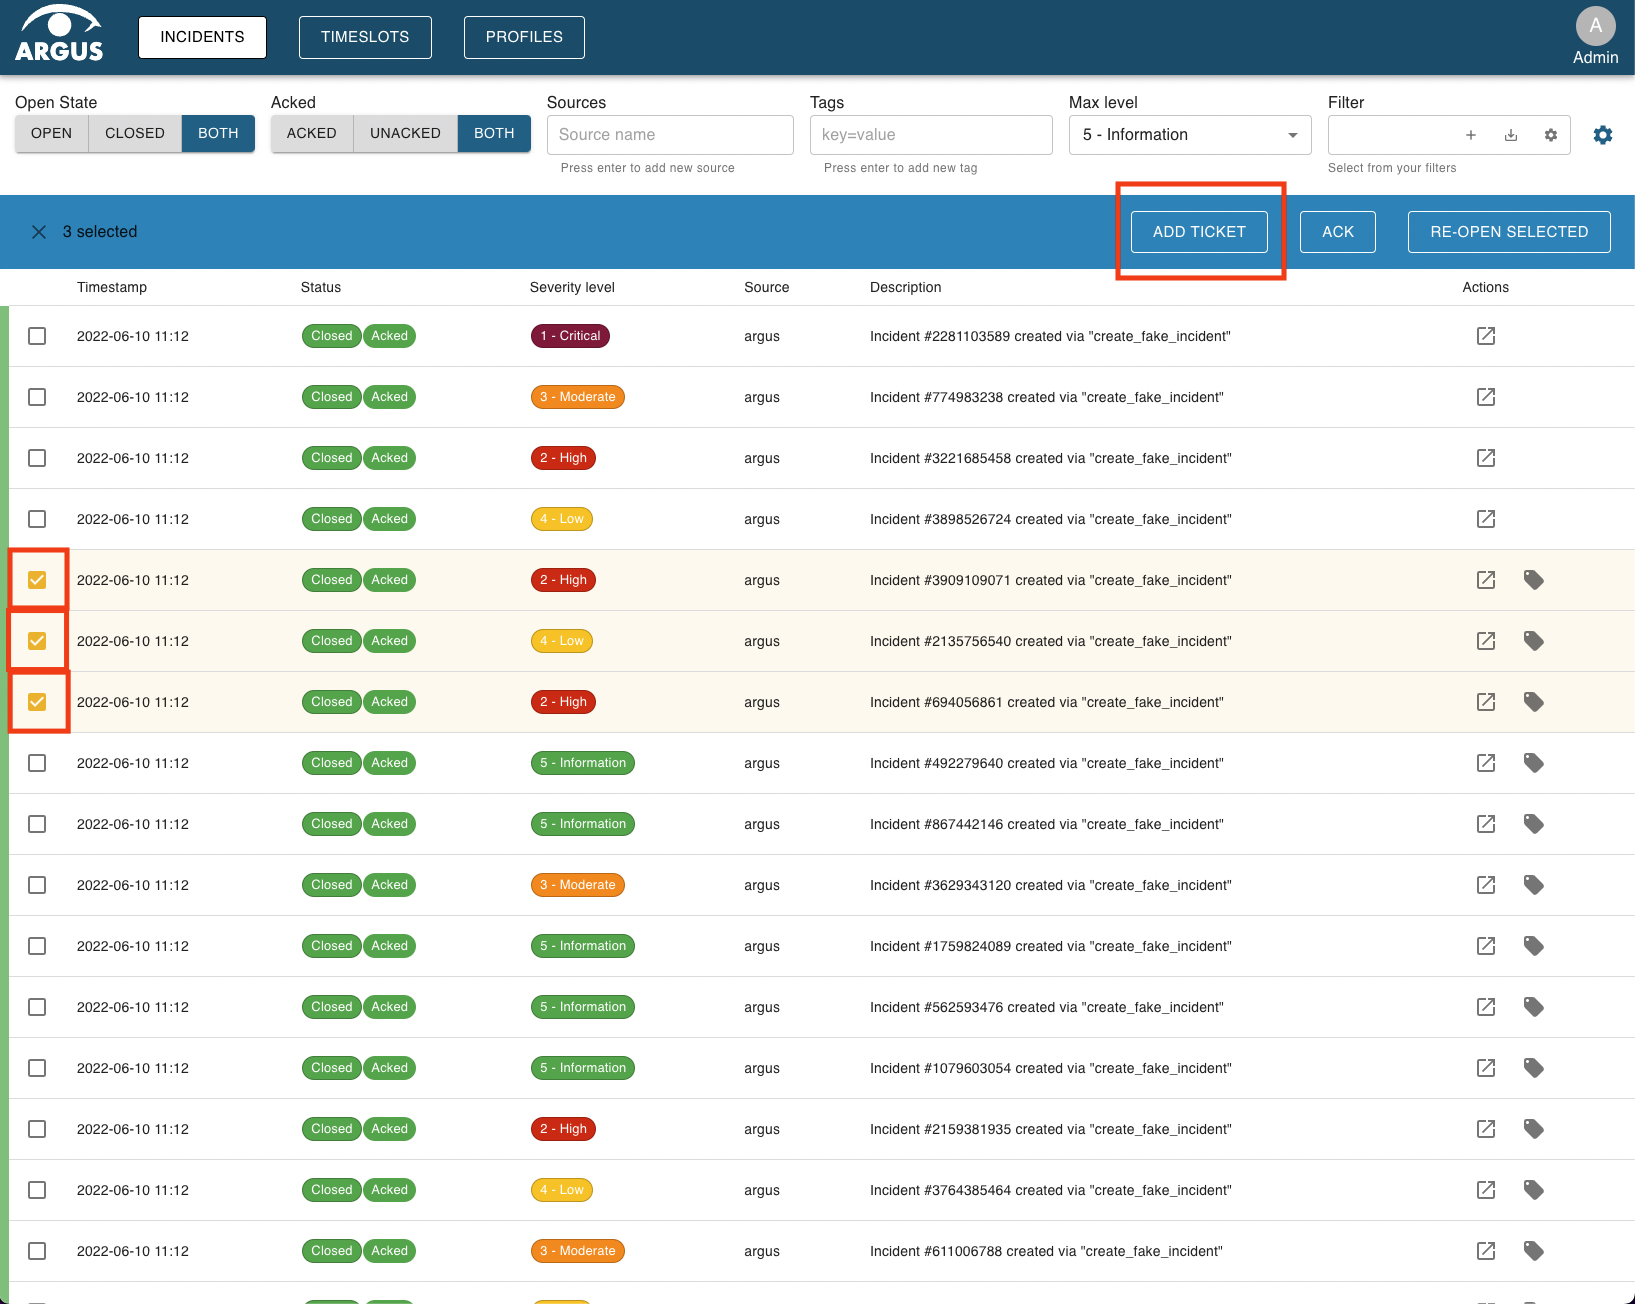 ARGUS INCIDENTS TIMESLOTS PROFILES A
Admin
Open State Acked Sources Tags Max level Filter
OPEN CLOSED BOTH ACKED UNACKED BOTH Source name key=value 5 - Information
Press enter to add new source Press enter to add new tag Select from your filters
3 selected ADD TICKET ACK RE-OPEN SELECTED
Timestamp Status Severity level Source Description Actions
2022-06-10 11:12 Closed Acked 1 - Critical argus Incident #2281103589 created via "create_fake_incident"
2022-06-10 11:12 Closed Acked 3 - Moderate argus Incident #774983238 created via "create_fake_incident"
2022-06-10 11:12 Closed Acked 2 - High argus Incident #3221685458 created via "create_fake_incident"
2022-06-10 11:12 Closed Acked 4 - Low argus Incident #3898526724 created via "create_fake_incident"
2022-06-10 11:12 Closed Acked 2 - High argus Incident #3909109071 created via "create_fake_incident"
2022-06-10 11:12 Closed Acked 4 - Low argus Incident #2135756540 created via "create_fake_incident"
2022-06-10 11:12 Closed Acked 2 - High argus Incident #694056861 created via "create_fake_incident"
2022-06-10 11:12 Closed Acked 5 - Information argus Incident #492279640 created via "create_fake_incident"
2022-06-10 11:12 Closed Acked 5 - Information argus Incident #867442146 created via "create_fake_incident"
2022-06-10 11:12 Closed Acked 3 - Moderate argus Incident #3629343120 created via "create_fake_incident"
2022-06-10 11:12 Closed Acked 5 - Information argus Incident #1759824089 created via "create_fake_incident"
2022-06-10 11:12 Closed Acked 5 - Information argus Incident #562593476 created via "create_fake_incident"
2022-06-10 11:12 Closed Acked 5 - Information argus Incident #1079603054 created via "create_fake_incident"
2022-06-10 11:12 Closed Acked 2 - High argus Incident #2159381935 created via "create_fake_incident"
2022-06-10 11:12 Closed Acked 4 - Low argus Incident #3764385464 created via "create_fake_incident"
2022-06-10 11:12 Closed Acked 3 - Moderate argus Incident #611006788 created via "create_fake_incident"